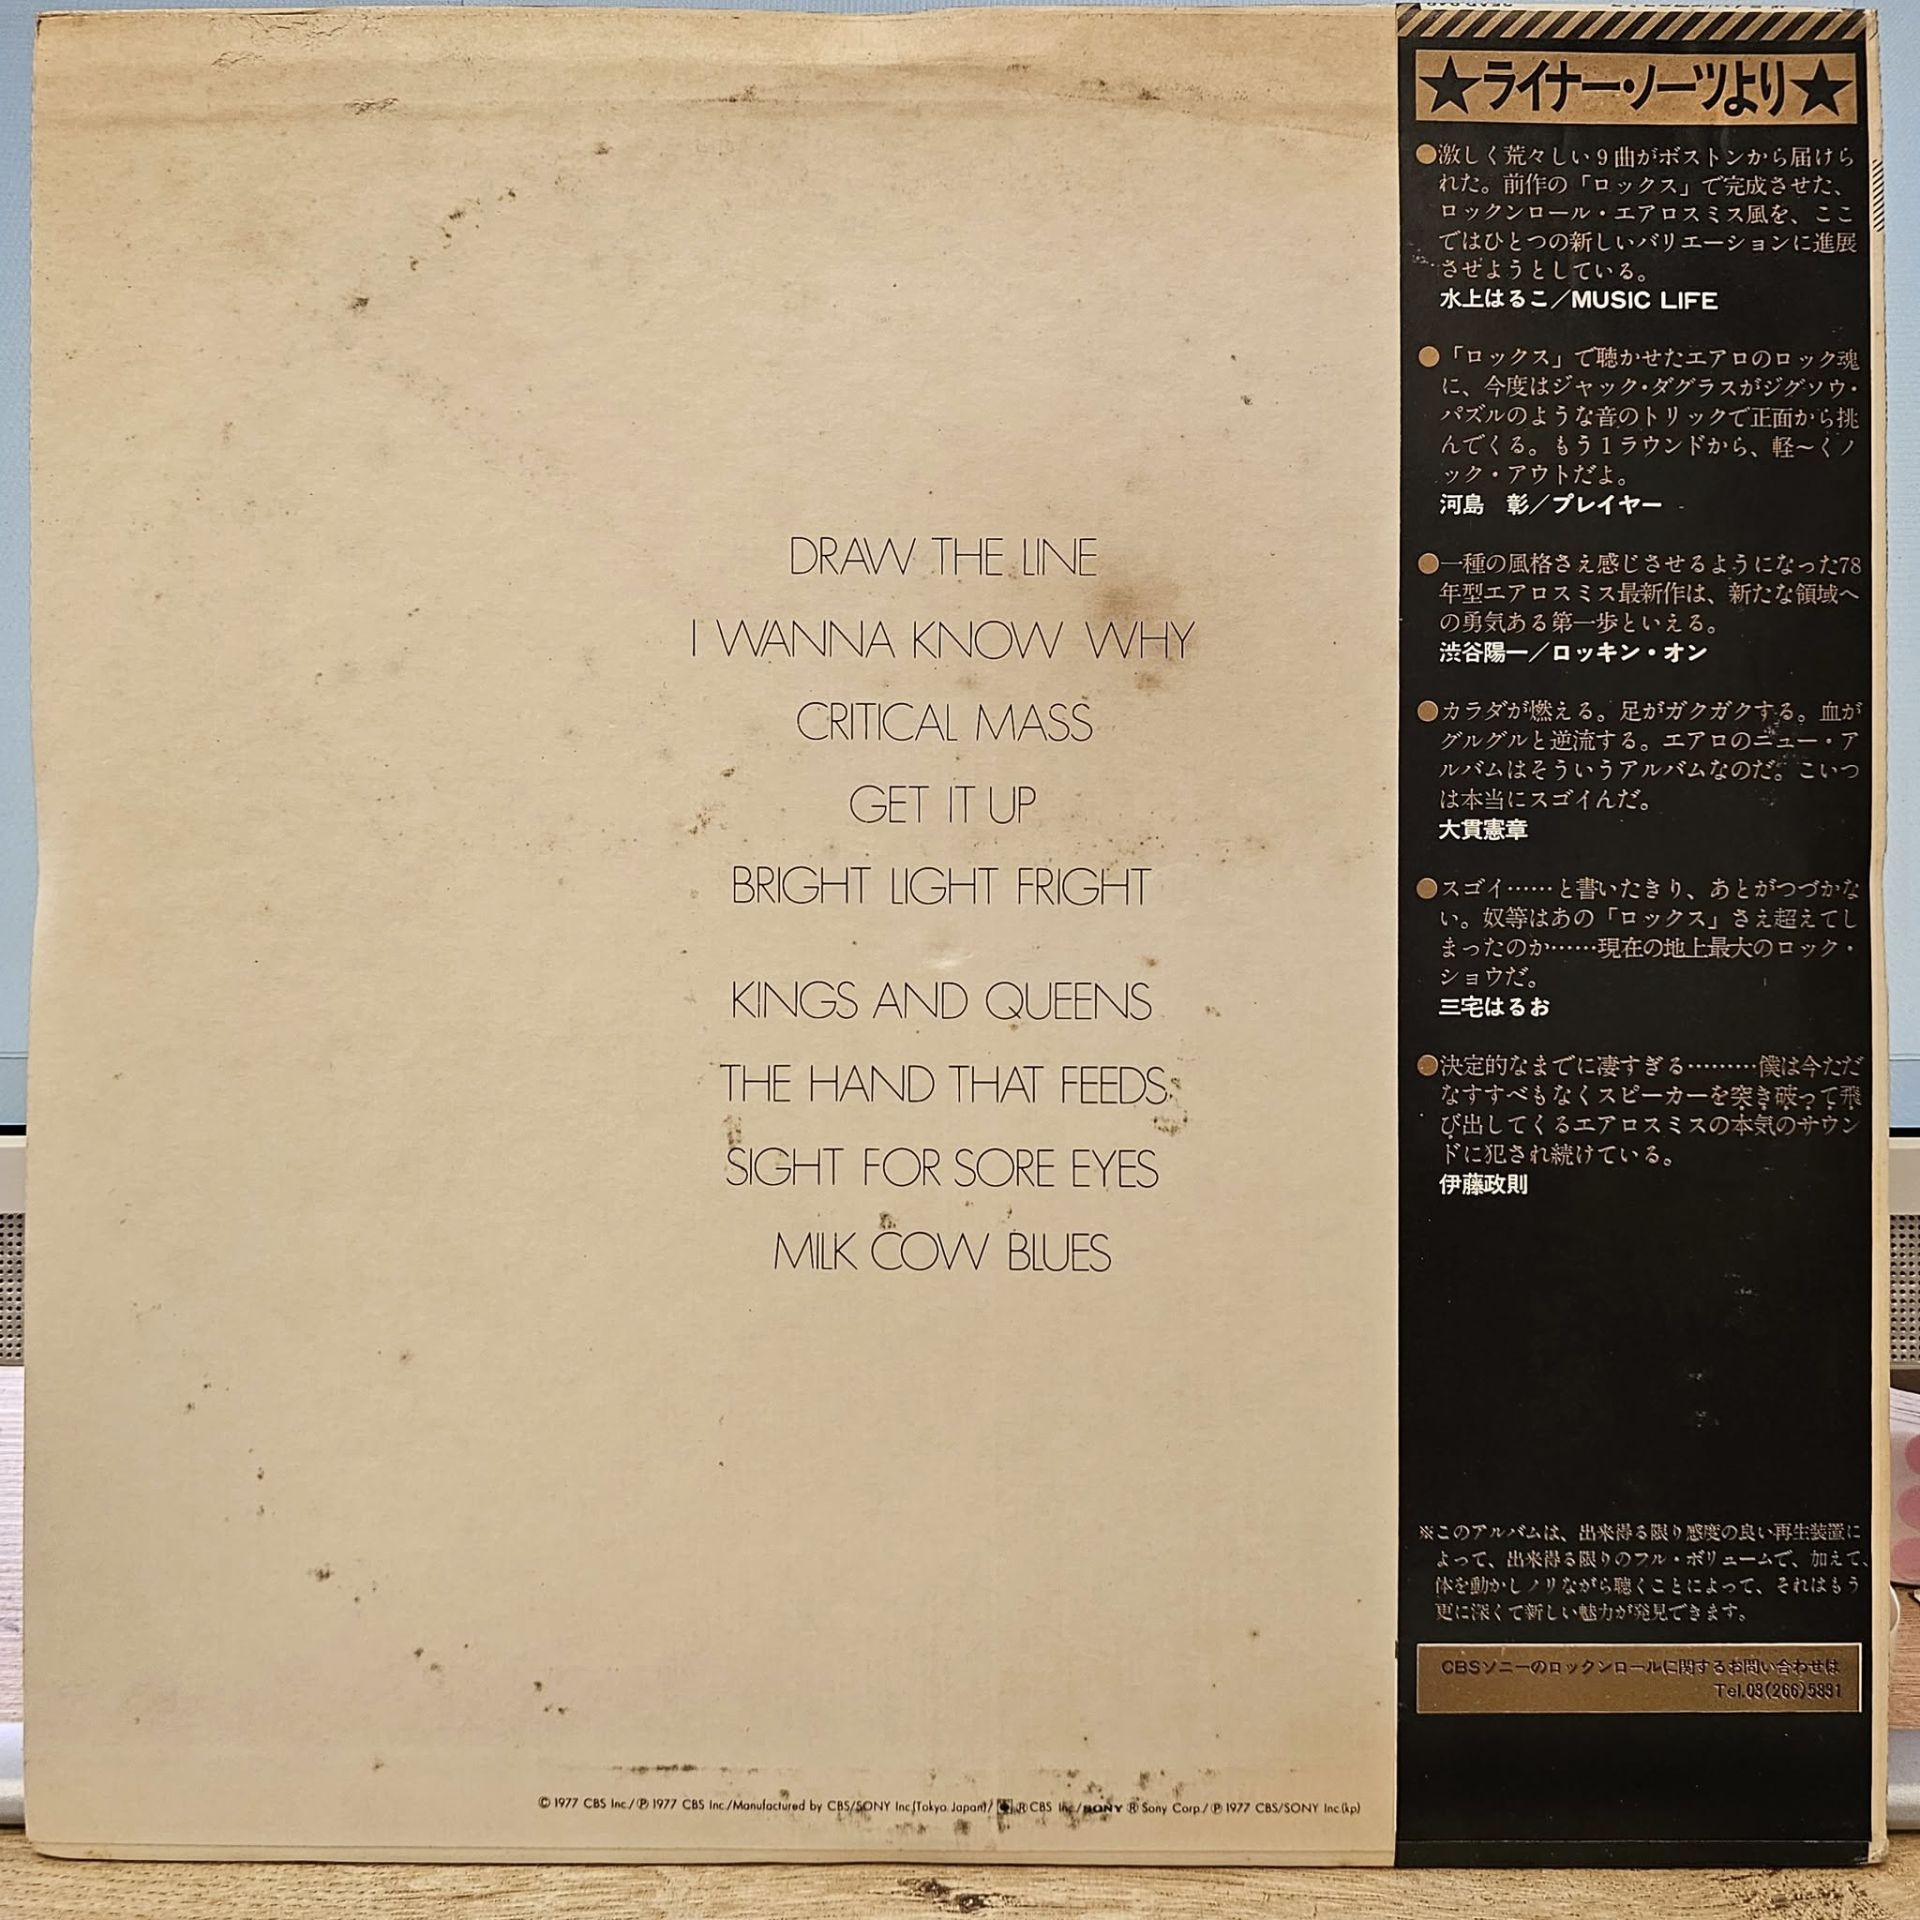 DRAW THE LINE
I WANNA KNOW WHY
CRITICAL MASS
GET IT UP
BRIGHT LIGHT FRIGHT
KINGS AND QUEENS
THE HAND THAT FEEDS
SIGHT FOR SORE EYES
MILK COW BLUES
© 1977 CBS Inc./℗ 1977 CBS Inc./Manufactured by CBS/SONY Inc.(Tokyo. Japan)/ ® CBS Inc./SONY ® Sony Corp./℗ 1977 CBS/SONY Inc.(kp)
★ライナー・ノーツより★
●激しく荒々しい9曲がボストンから届けら
れた。前作の「ロックス」で完成させた、
ロックンロール・エアロスミス風を、ここ
ではひとつの新しいバリエーションに進展
させようとしている。
水上はるこ/MUSIC LIFE
●「ロックス」で聴かせたエアロのロック魂
に、今度はジャック・ダグラスがジグソウ・
パズルのような音のトリックで正面から挑
んでくる。もう1ラウンドから、軽〜くノ
ック・アウトだよ。
河島 彰/プレイヤー
●一種の風格さえ感じさせるようになった78
年型エアロスミス最新作は、新たな領域へ
の勇気ある第一歩といえる。
渋谷陽一/ロッキン・オン
●カラダが燃える。足がガクガクする。血が
グルグルと逆流する。エアロのニュー・ア
ルバムはそういうアルバムなのだ。こいつ
は本当にスゴイんだ。
大貫憲章
●スゴイ……と書いたきり、あとがつづかな
い。奴等はあの「ロックス」さえ超えてし
まったのか……現在の地上最大のロック・
ショウだ。
三宅はるお
●決定的なまでに凄すぎる………僕は今ただ
なすすべもなくスピーカーを突き破って飛
び出してくるエアロスミスの本気のサウン
ドに犯され続けている。
伊藤政則
※このアルバムは、出来得る限り感度の良い再生装置に
よって、出来得る限りのフル・ボリュームで、加えて、
体を動かしノリながら聴くことによって、それはもう
更に深くて新しい魅力が発見できます。
CBSソニーのロックンロールに関するお問い合わせは
Tel.03(266)5831